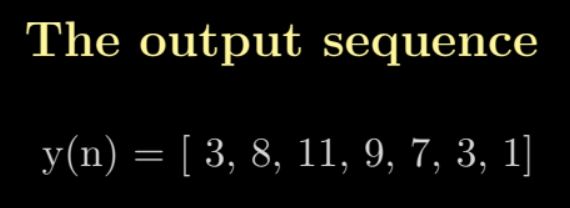 The output sequence
y(n) = [ 3, 8, 11, 9, 7, 3, 1]